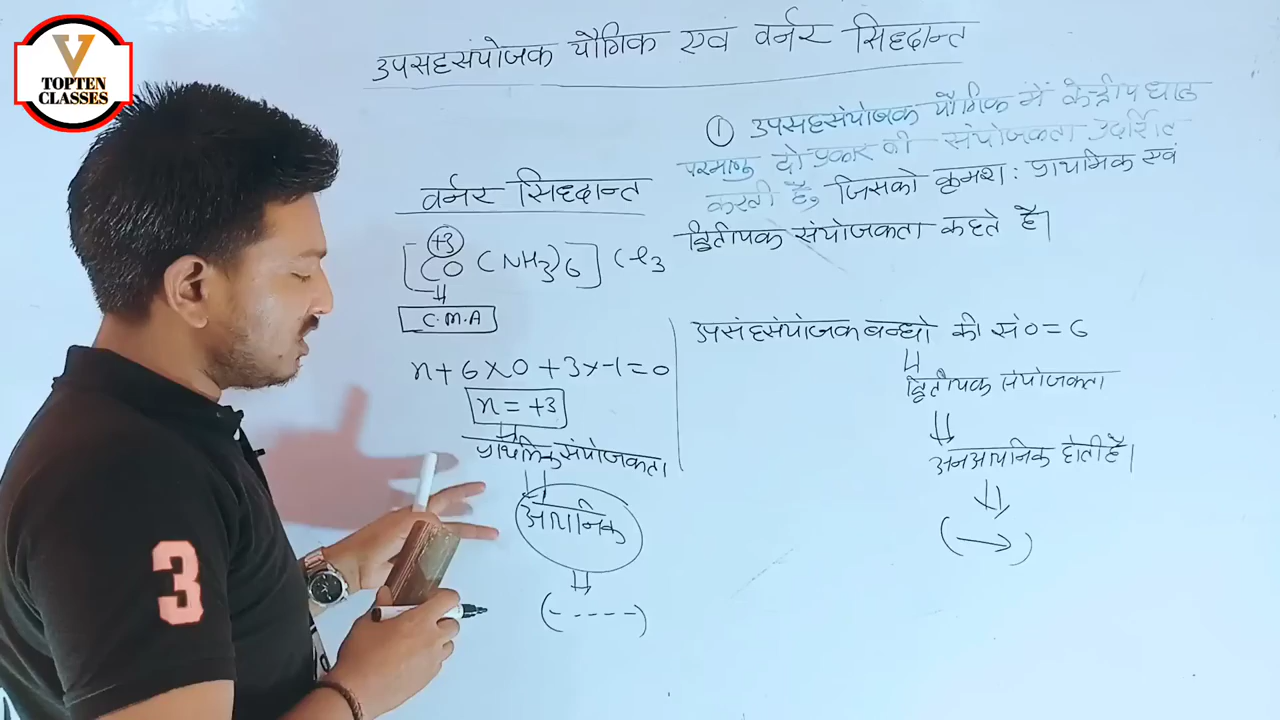 TOPTEN
CLASSES
उपसहसंयोजक यौगिक एवं वर्नर सिद्धान्त
① उपसहसंयोजक यौगिक में केन्द्रीय धातु
परमाणु दो प्रकार की संयोजकता प्रदर्शित
करती है, जिसको क्रमश: प्राथमिक एवं
द्वितीयक संयोजकता कहते है।
वर्नर सिद्धान्त
+3
[CO (NH3)6] Cl3
C.M.A
x+6×0+3×-1=0
x = +3
प्राथमिक संयोजकता
आयनिक
(-----)
उपसंहसंयोजक बन्धो की सं०=6
द्वितीयक संयोजकता
अनआयनिक होती है।
(→)